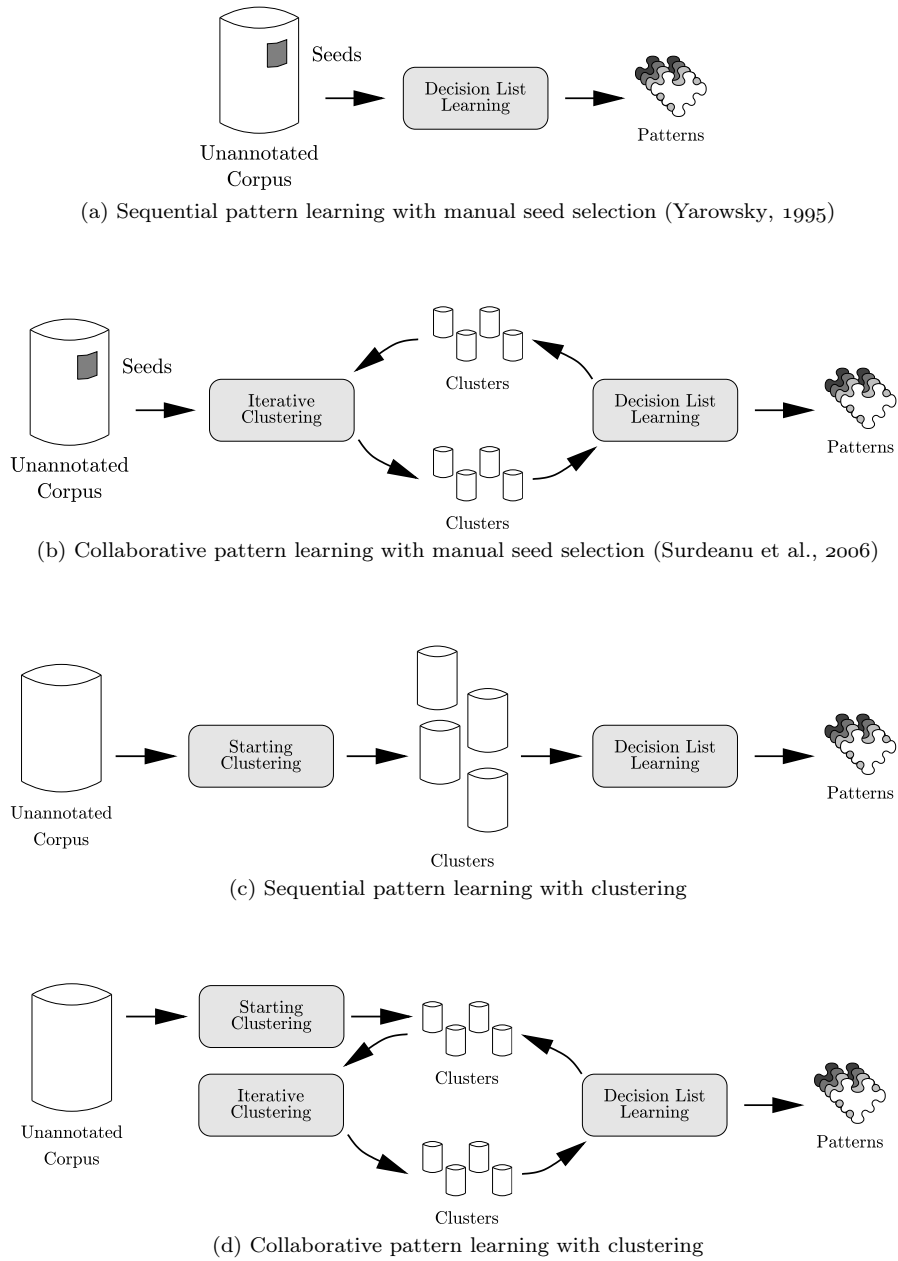 Seeds
Decision List
Learning
Patterns
Unannotated
Corpus
(a) Sequential pattern learning with manual seed selection (Yarowsky, 1995)
Seeds
Clusters
Iterative
Clustering
Decision List
Learning
Patterns
Unannotated
Corpus
Clusters
(b) Collaborative pattern learning with manual seed selection (Surdeanu et al., 2006)
Starting
Clustering
Decision List
Learning
Patterns
Unannotated
Corpus
Clusters
(c) Sequential pattern learning with clustering
Starting
Clustering
Clusters
Iterative
Clustering
Decision List
Learning
Unannotated
Corpus
Patterns
Clusters
(d) Collaborative pattern learning with clustering